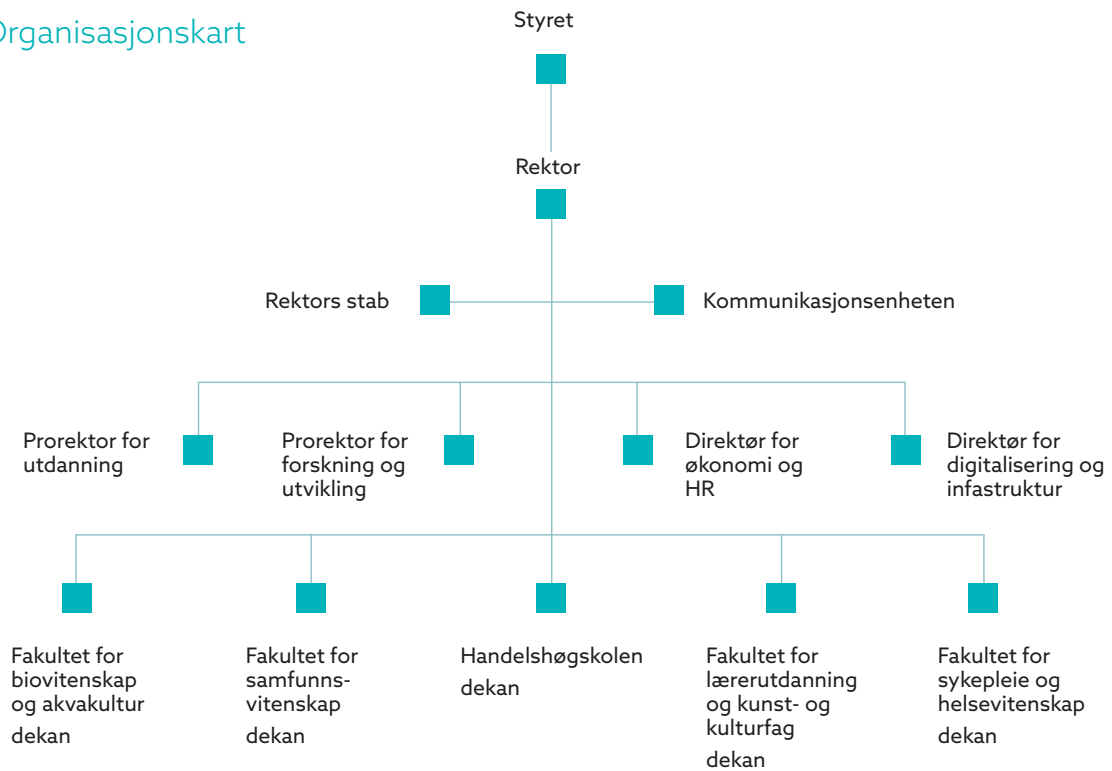 Organisasjonskart
Styret
Rektor
Rektors stab
Kommunikasjonsenheten
Prorektor for
utdanning
Prorektor for
forskning og
utvikling
Direktør for
økonomi og
HR
Direktør for
digitalisering og
infastruktur
Fakultet for
biovitenskap
og akvakultur
dekan
Fakultet for
samfunns-
vitenskap
dekan
Handelshøgskolen
dekan
Fakultet for
lærerutdanning
og kunst- og
kulturfag
dekan
Fakultet for
sykepleie og
helsevitenskap
dekan